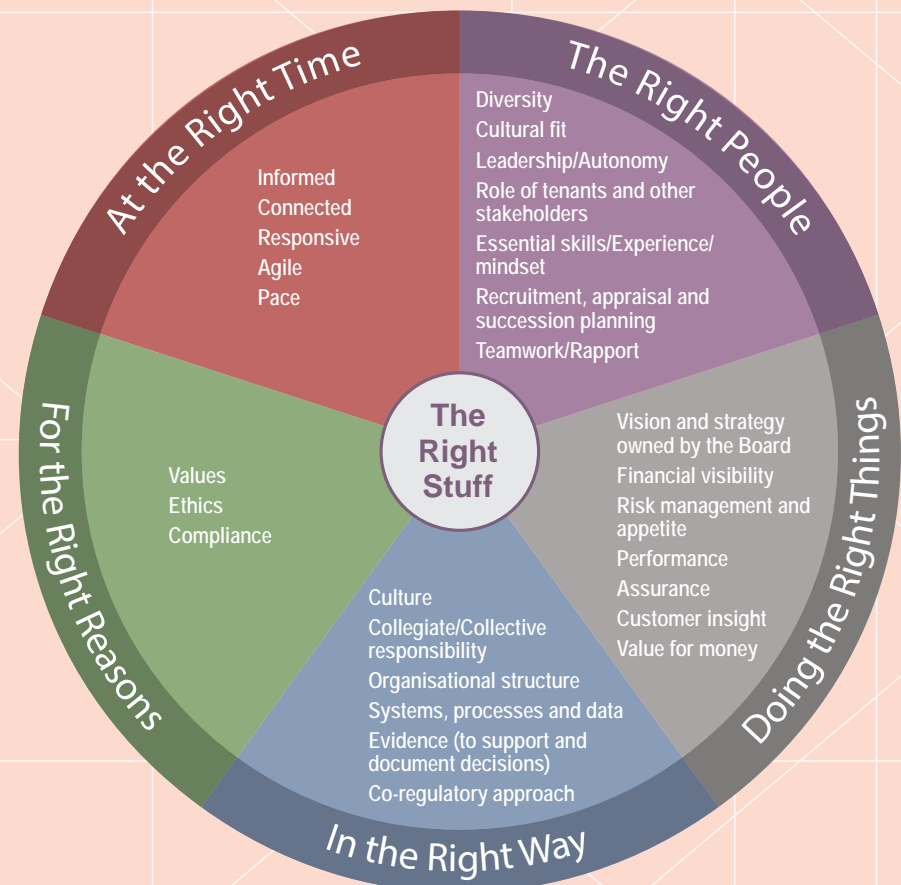 The
Right
Stuff
The Right People
Diversity
Cultural fit
Leadership/Autonomy
Role of tenants and other
stakeholders
Essential skills/Experience/
mindset
Recruitment, appraisal and
succession planning
Teamwork/Rapport
Doing the Right Things
Vision and strategy
owned by the Board
Financial visibility
Risk management and
appetite
Performance
Assurance
Customer insight
Value for money
In the Right Way
Culture
Collegiate/Collective
responsibility
Organisational structure
Systems, processes and data
Evidence (to support and
document decisions)
Co-regulatory approach
For the Right Reasons
Values
Ethics
Compliance
At the Right Time
Informed
Connected
Responsive
Agile
Pace